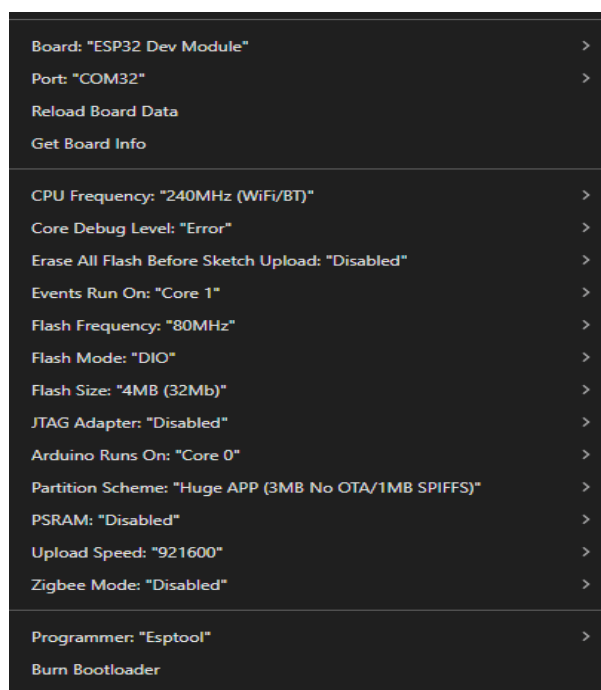 Board: "ESP32 Dev Module"
Port: "COM32"
Reload Board Data
Get Board Info
CPU Frequency: "240MHz (WiFi/BT)"
Core Debug Level: "Error"
Erase All Flash Before Sketch Upload: "Disabled"
Events Run On: "Core 1"
Flash Frequency: "80MHz"
Flash Mode: "DIO"
Flash Size: "4MB (32Mb)"
JTAG Adapter: "Disabled"
Arduino Runs On: "Core 0"
Partition Scheme: "Huge APP (3MB No OTA/1MB SPIFFS)"
PSRAM: "Disabled"
Upload Speed: "921600"
Zigbee Mode: "Disabled"
Programmer: "Esptool"
Burn Bootloader